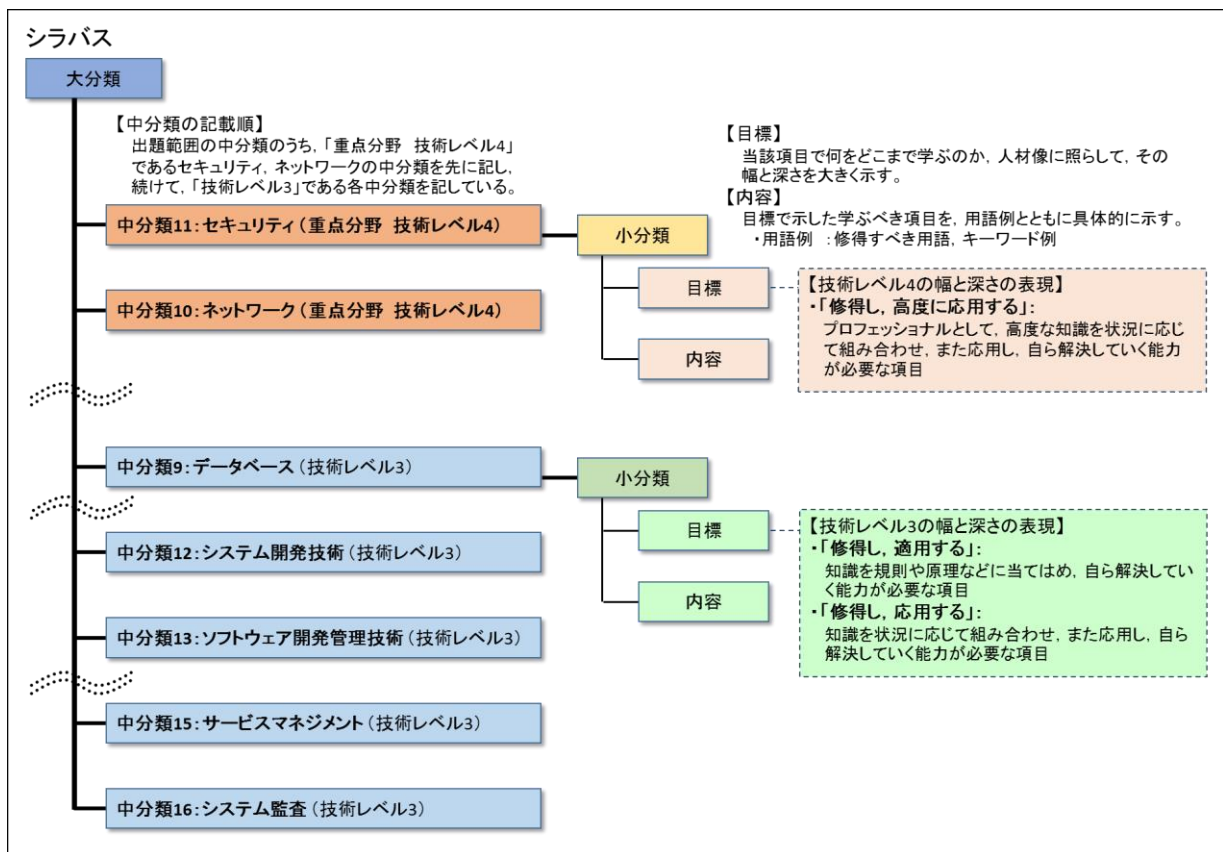 シラバス
大分類
【中分類の記載順】
出題範囲の中分類のうち，「重点分野　技術レベル4」
であるセキュリティ，ネットワークの中分類を先に記し，
続けて，「技術レベル3」である各中分類を記している。
【目標】
当該項目で何をどこまで学ぶのか，人材像に照らして，その
幅と深さを大きく示す。
【内容】
目標で示した学ぶべき項目を，用語例とともに具体的に示す。
・用語例　：修得すべき用語，キーワード例
中分類11：セキュリティ（重点分野　技術レベル4）
小分類
目標
内容
【技術レベル4の幅と深さの表現】
・「修得し，高度に応用する」：
プロフェッショナルとして，高度な知識を状況に応じ
て組み合わせ，また応用し，自ら解決していく能力
が必要な項目
中分類10：ネットワーク（重点分野　技術レベル4）
中分類9：データベース（技術レベル3）
小分類
目標
内容
【技術レベル3の幅と深さの表現】
・「修得し，適用する」：
知識を規則や原理などに当てはめ，自ら解決してい
く能力が必要な項目
・「修得し，応用する」：
知識を状況に応じて組み合わせ，また応用し，自ら
解決していく能力が必要な項目
中分類12：システム開発技術（技術レベル3）
中分類13：ソフトウェア開発管理技術（技術レベル3）
中分類15：サービスマネジメント（技術レベル3）
中分類16：システム監査（技術レベル3）